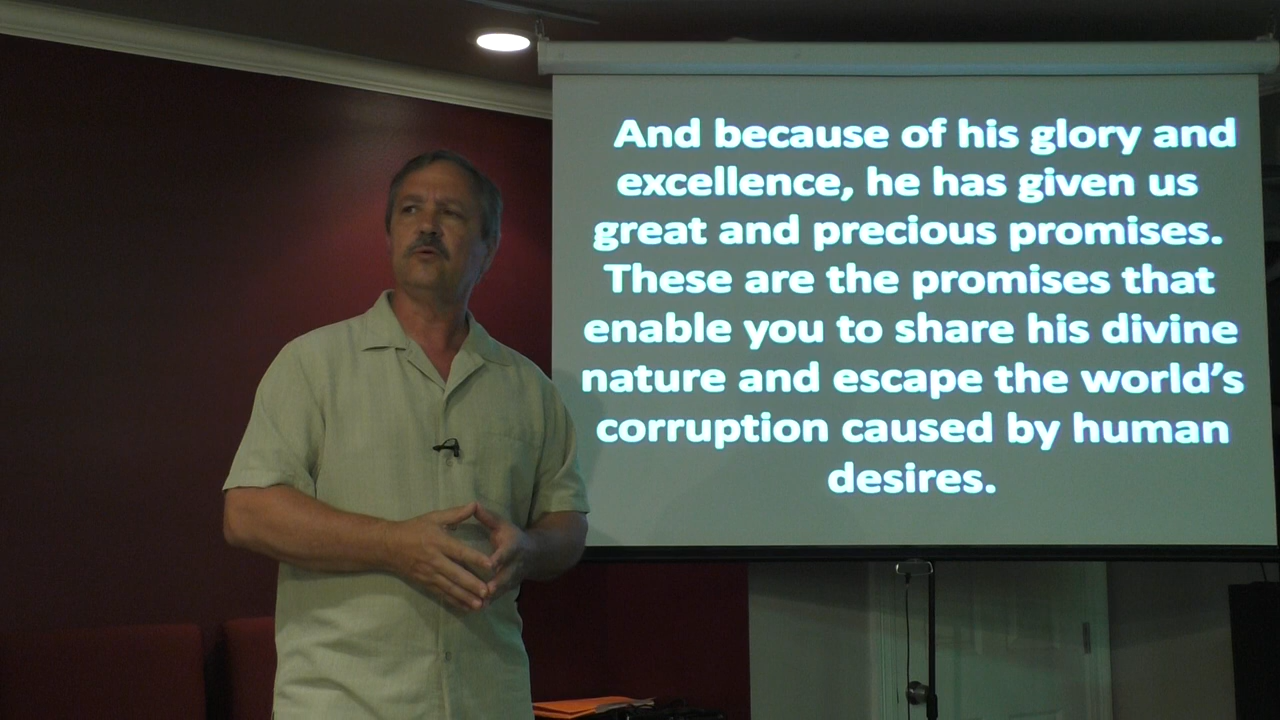 And because of his glory and
excellence, he has given us
great and precious promises.
These are the promises that
enable you to share his divine
nature and escape the world’s
corruption caused by human
desires.